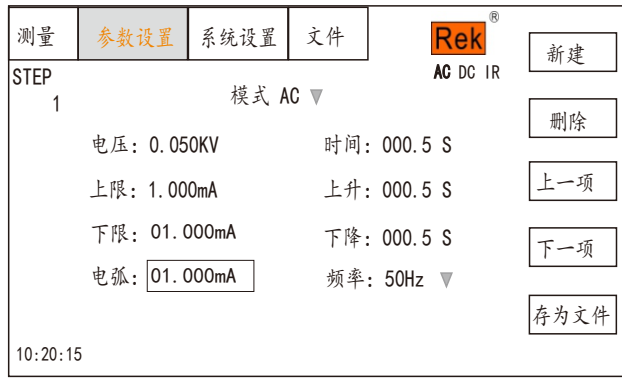 测量 参数设置 系统设置 文件 Rek® 新建
STEP AC DC IR
1 模式 AC ▼ 删除
电压: 0.050KV 时间: 000.5 S
上限: 1.000mA 上升: 000.5 S 上一项
下限: 01.000mA 下降: 000.5 S 下一项
电弧: 01.000mA 频率: 50Hz ▼
存为文件
10:20:15